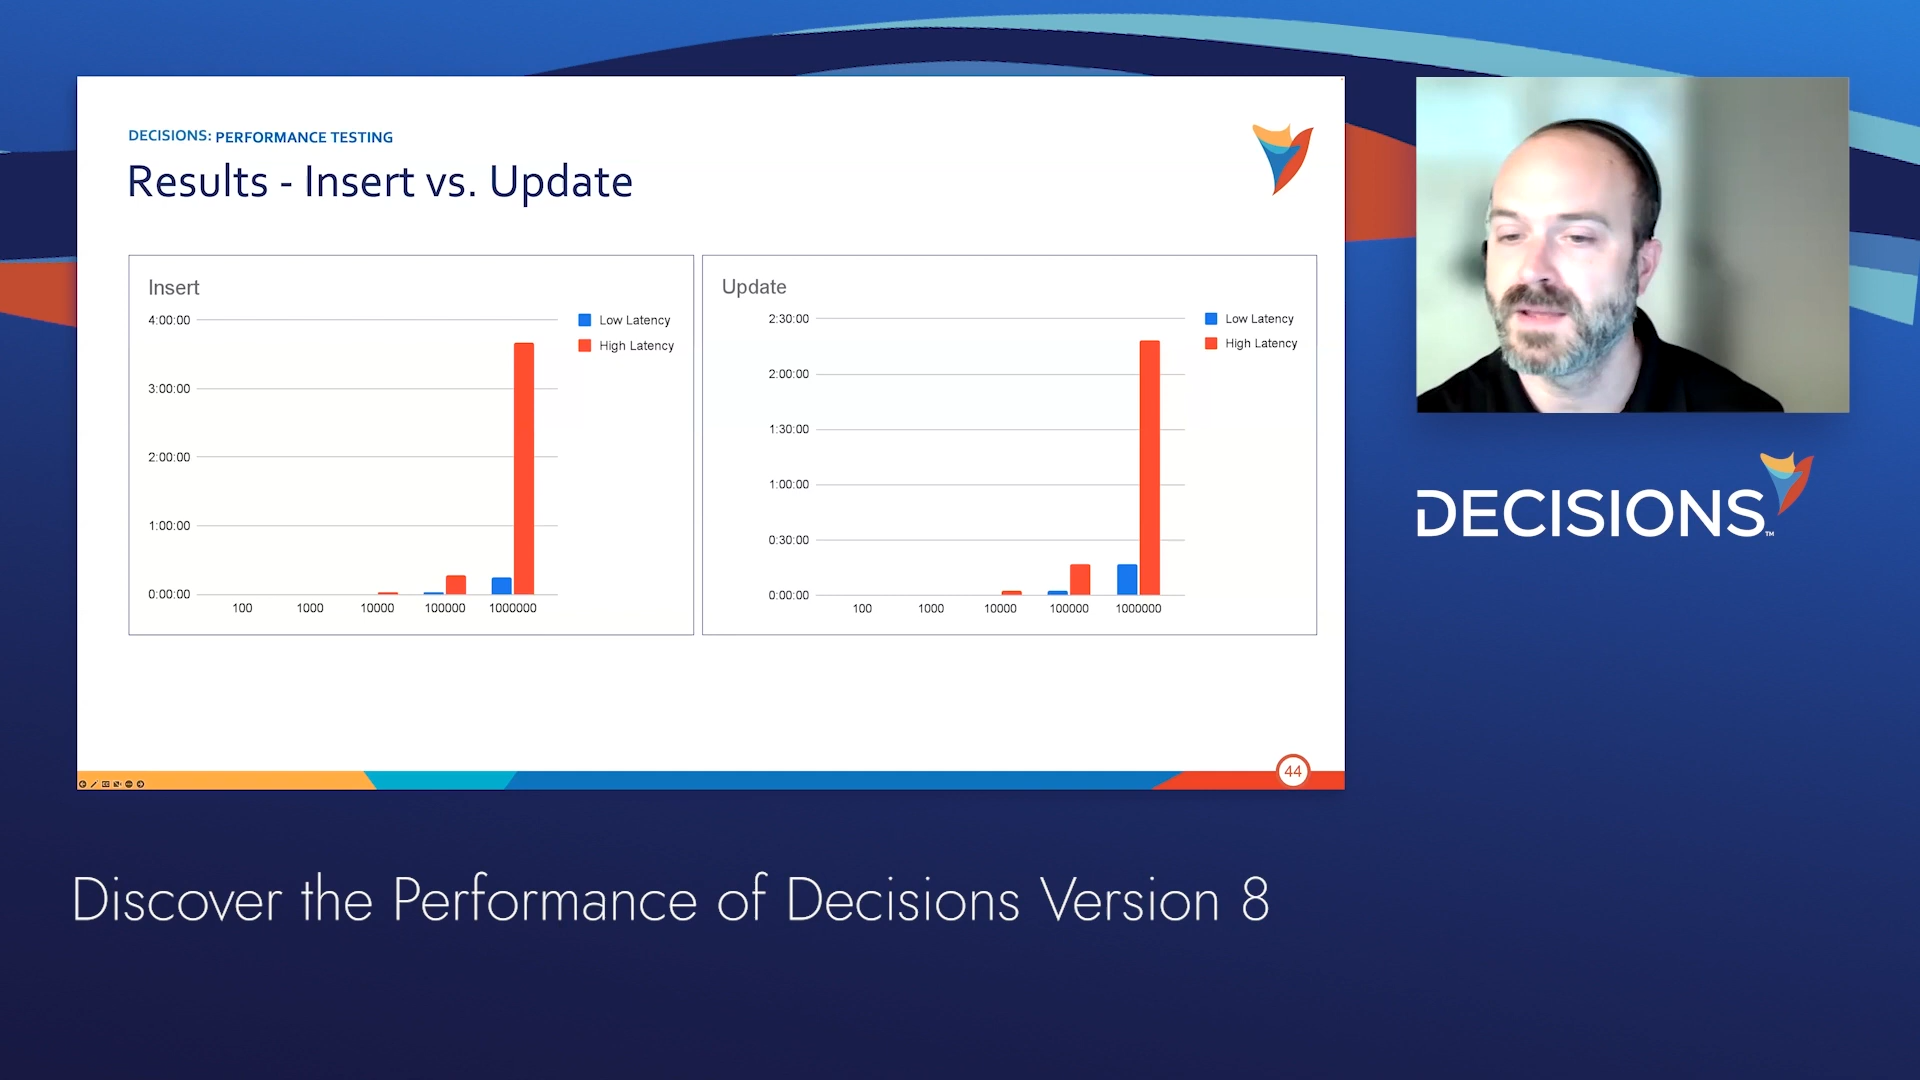 DECISIONS: PERFORMANCE TESTING
Results - Insert vs. Update
Insert
4:00:00
3:00:00
2:00:00
1:00:00
0:00:00
100 1000 10000 100000 1000000
Low Latency
High Latency
Update
2:30:00
2:00:00
1:30:00
1:00:00
0:30:00
0:00:00
100 1000 10000 100000 1000000
Low Latency
High Latency
44
DECISIONS™
Discover the Performance of Decisions Version 8